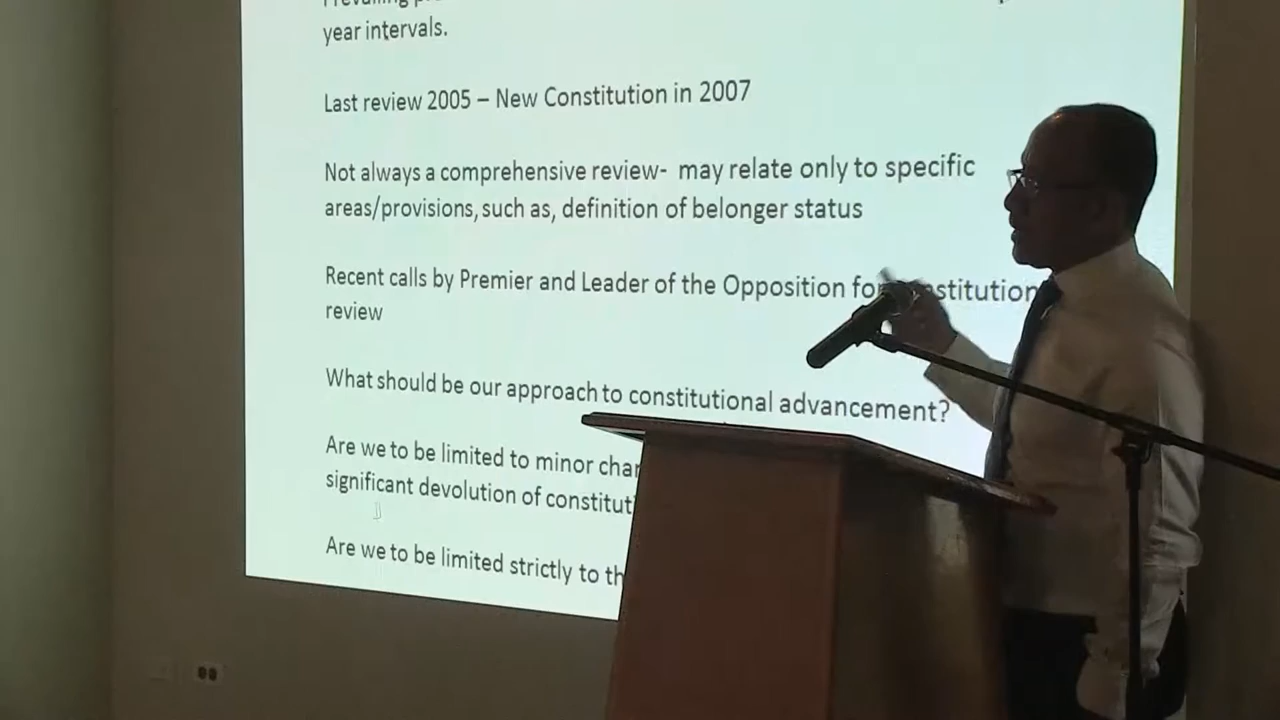 year intervals.
Last review 2005 – New Constitution in 2007
Not always a comprehensive review- may relate only to specific
areas/provisions, such as, definition of belonger status
Recent calls by Premier and Leader of the Opposition for
review
What should be our approach to constitutional advancement?
Are we to be limited to minor
significant devolution of
Are we to be limited strictly to